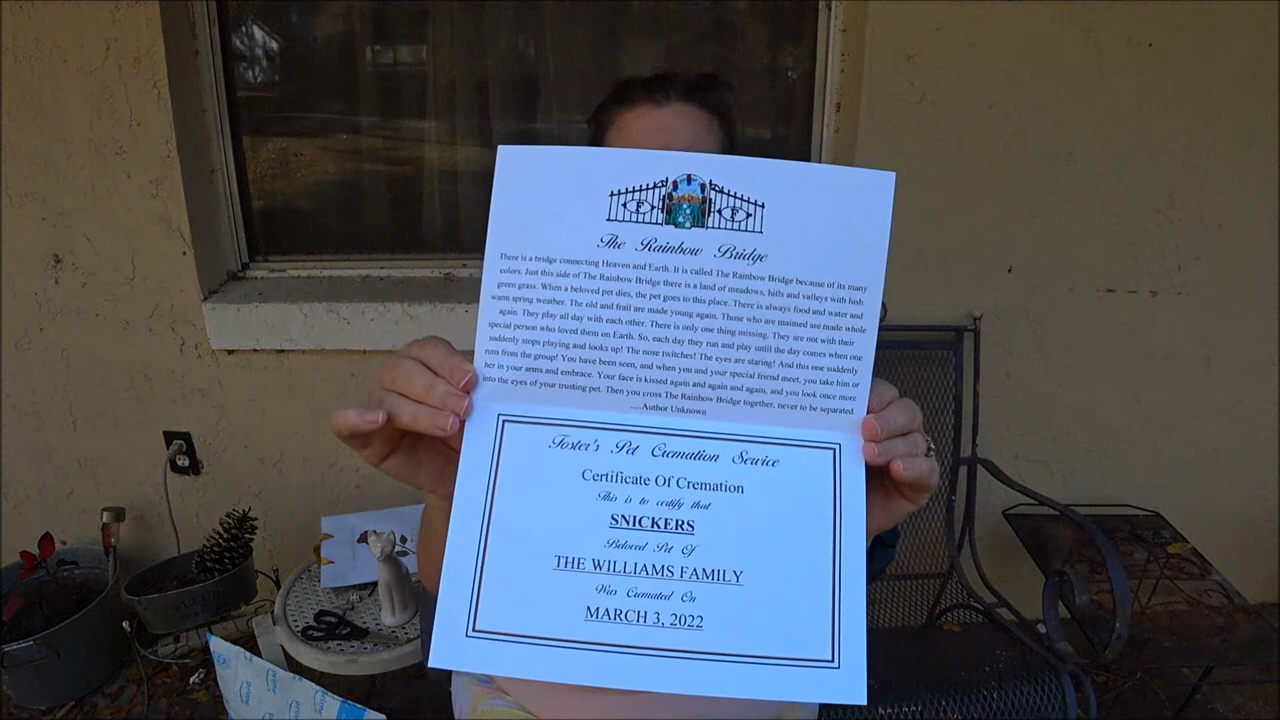 F F
The Rainbow Bridge
There is a bridge connecting Heaven and Earth. It is called The Rainbow Bridge because of its many
colors. Just this side of The Rainbow Bridge there is a land of meadows, hills and valleys with lush
green grass. When a beloved pet dies, the pet goes to this place. There is always food and water and
warm spring weather. The old and frail are made young again. Those who are maimed are made whole
again. They play all day with each other. There is only one thing missing. They are not with their
special person who loved them on Earth. So, each day they run and play until the day comes when one
suddenly stops playing and looks up! The nose twitches! The eyes are staring! And this one suddenly
runs from the group! You have been seen, and when you and your special friend meet, you take him or
her in your arms and embrace. Your face is kissed again and again and again, and you look once more
into the eyes of your trusting pet. Then you cross The Rainbow Bridge together, never to be separated.
.....Author Unknown
Foster's Pet Cremation Service
Certificate Of Cremation
This is to certify that
SNICKERS
Beloved Pet Of
THE WILLIAMS FAMILY
Was Cremated On
MARCH 3, 2022
prime